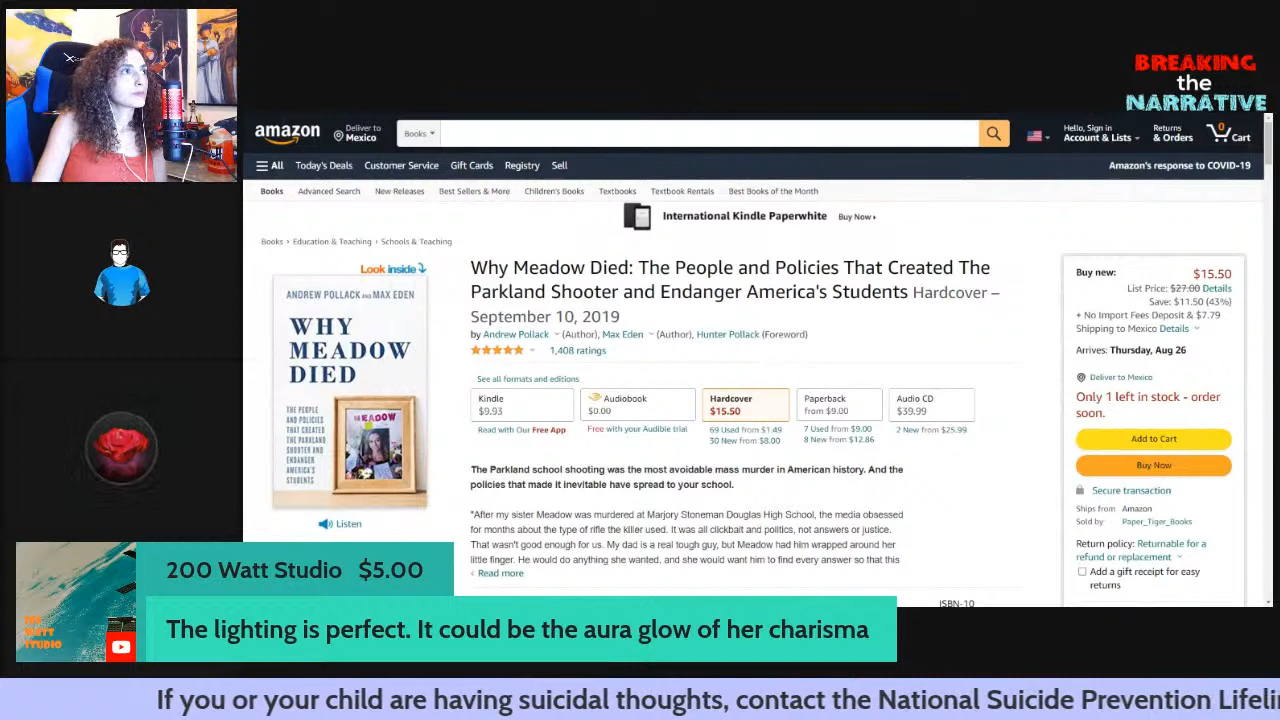 BREAKING
the
NARRATIVE
amazon
Deliver to
Mexico
Books
Hello, Sign in
Account & Lists
Returns
& Orders
0
Cart
All Today's Deals Customer Service Gift Cards Registry Sell
Amazon's response to COVID-19
Books Advanced Search New Releases Best Sellers & More Children's Books Textbooks Textbook Rentals Best Books of the Month
International Kindle Paperwhite Buy Now
Books › Education & Teaching › Schools & Teaching
Look inside
ANDREW POLLACK AND MAX EDEN
WHY
MEADOW
DIED
THE PEOPLE
AND POLICIES
THAT CREATED
THE PARKLAND
SHOOTER AND
ENDANGER
AMERICA'S
STUDENTS
MEADOW
Listen
Why Meadow Died: The People and Policies That Created The
Parkland Shooter and Endanger America's Students Hardcover –
September 10, 2019
by Andrew Pollack (Author), Max Eden (Author), Hunter Pollack (Foreword)
1,408 ratings
See all formats and editions
Kindle
$9.93
Read with Our Free App
Audiobook
$0.00
Free with your Audible trial
Hardcover
$15.50
69 Used from $1.49
30 New from $8.00
Paperback
from $9.00
7 Used from $9.00
8 New from $12.86
Audio CD
$39.99
2 New from $25.99
The Parkland school shooting was the most avoidable mass murder in American history. And the
policies that made it inevitable have spread to your school.
"After my sister Meadow was murdered at Marjory Stoneman Douglas High School, the media obsessed
for months about the type of rifle the killer used. It was all clickbait and politics, not answers or justice.
That wasn't good enough for us. My dad is a real tough guy, but Meadow had him wrapped around her
little finger. He would do anything she wanted, and she would want him to find every answer so that this
Read more
ISBN-10
Buy new: $15.50
List Price: $27.00 Details
Save: $11.50 (43%)
+ No Import Fees Deposit & $7.79
Shipping to Mexico Details
Arrives: Thursday, Aug 26
Deliver to Mexico
Only 1 left in stock - order
soon.
Add to Cart
Buy Now
Secure transaction
Ships from Amazon
Sold by: Paper_Tiger_Books
Return policy: Returnable for a
refund or replacement
Add a gift receipt for easy
returns
200
WATT
STUDIO
200 Watt Studio $5.00
The lighting is perfect. It could be the aura glow of her charisma
If you or your child are having suicidal thoughts, contact the National Suicide Prevention Lifeli